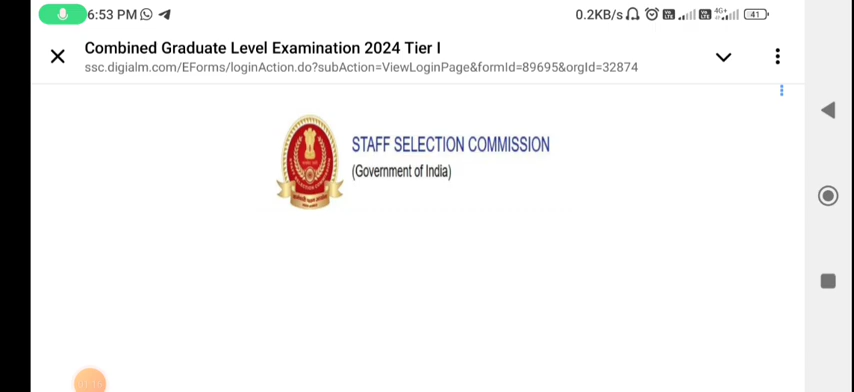 6:53 PM
0.2KB/s
4G+
41
Combined Graduate Level Examination 2024 Tier I
ssc.digialm.com/EForms/loginAction.do?subAction=ViewLoginPage&formId=89695&orgId=32874
STAFF SELECTION COMMISSION
(Government of India)